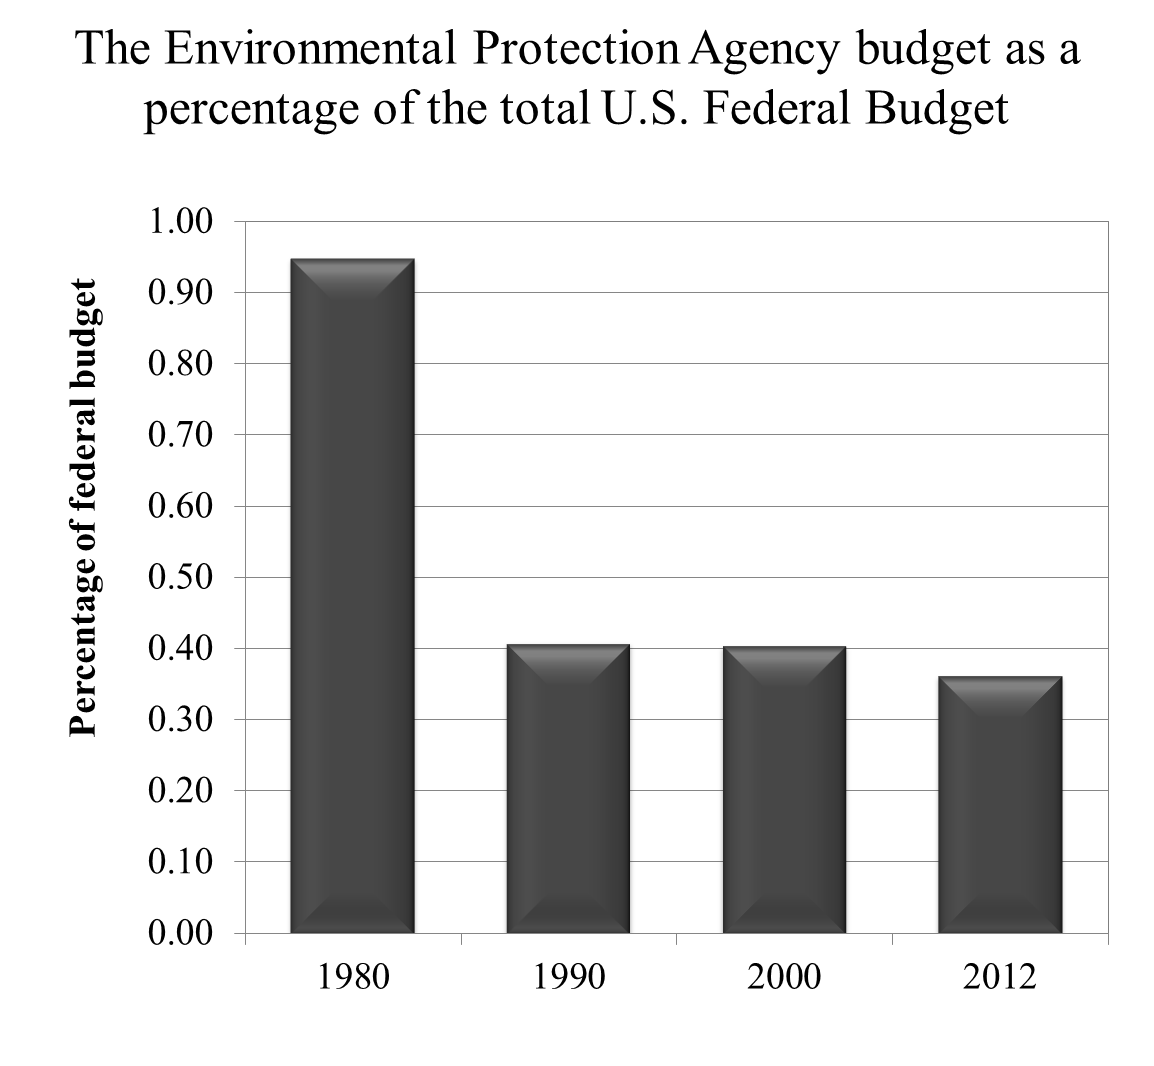 The Environmental Protection Agency budget as a
percentage of the total U.S. Federal Budget
Percentage of federal budget
1.00
0.90
0.80
0.70
0.60
0.50
0.40
0.30
0.20
0.10
0.00
1980 1990 2000 2012